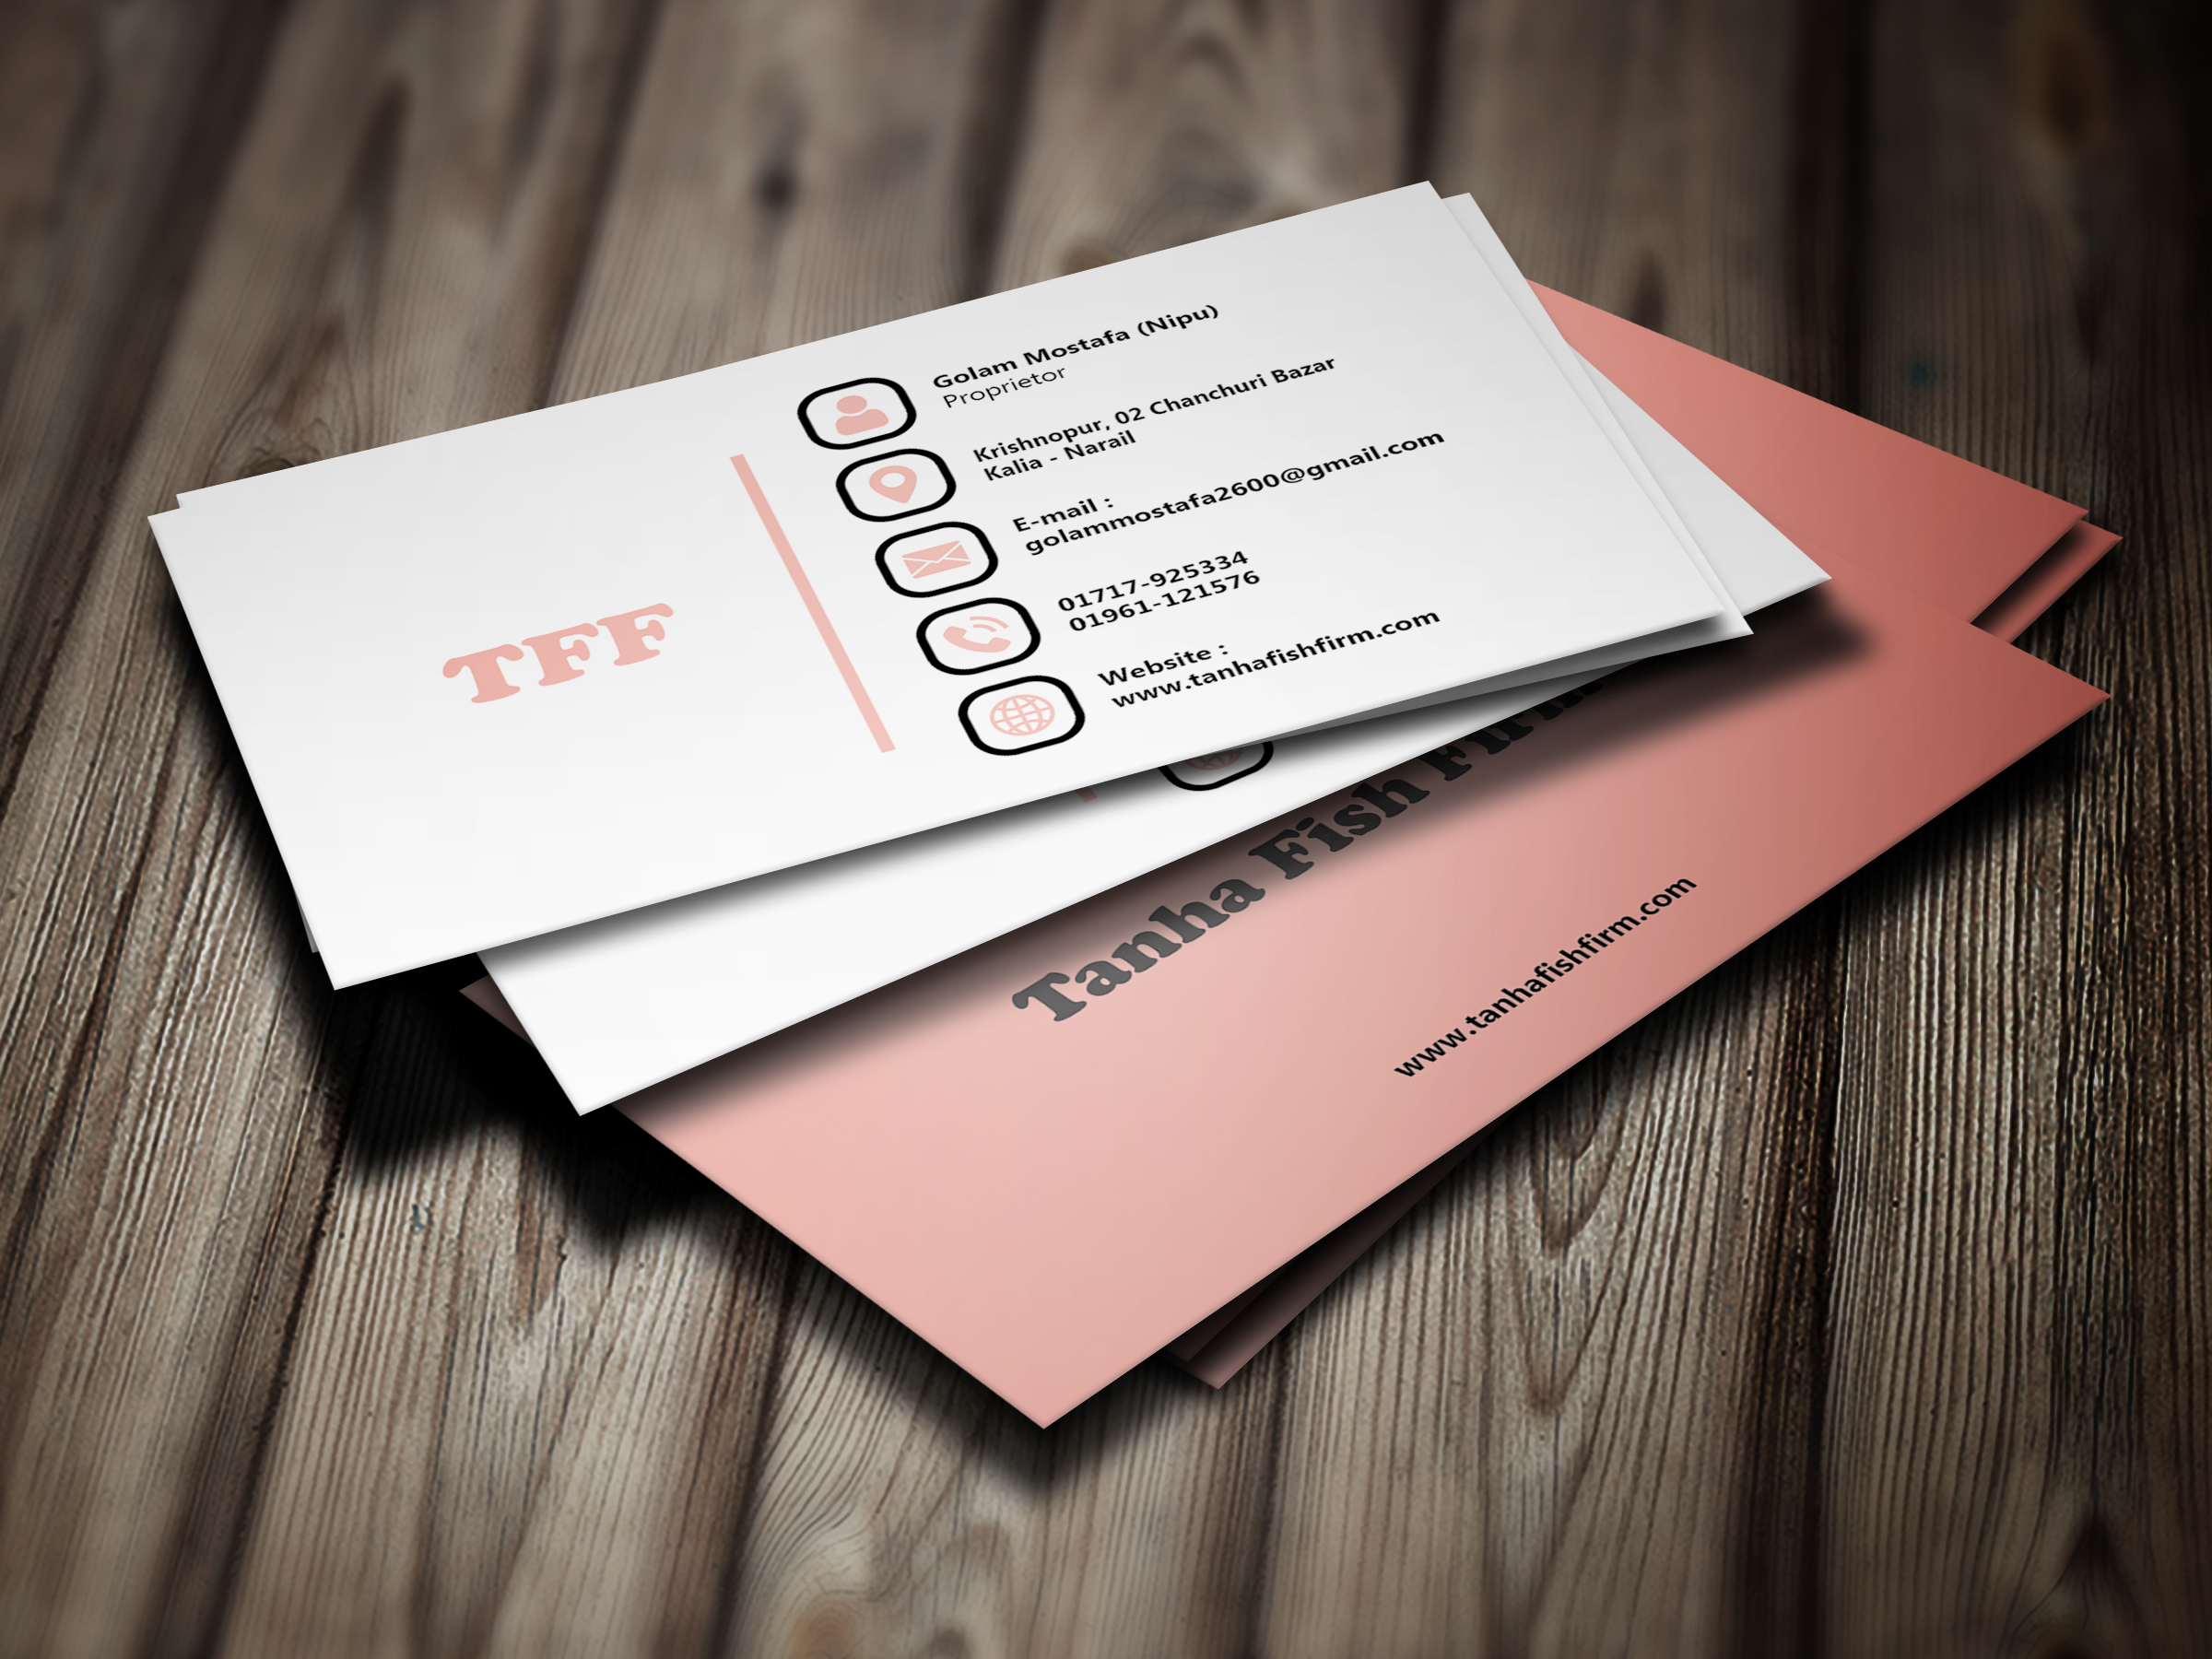 TFF
Golam Mostafa (Nipu)
Proprietor
Krishnopur, 02 Chanchuri Bazar
Kalia - Narail
E-mail :
golammostafa2600@gmail.com
01717-925334
01961-121576
Website :
www.tanhafishfirm.com
Tanha Fish Firm
www.tanhafishfirm.com